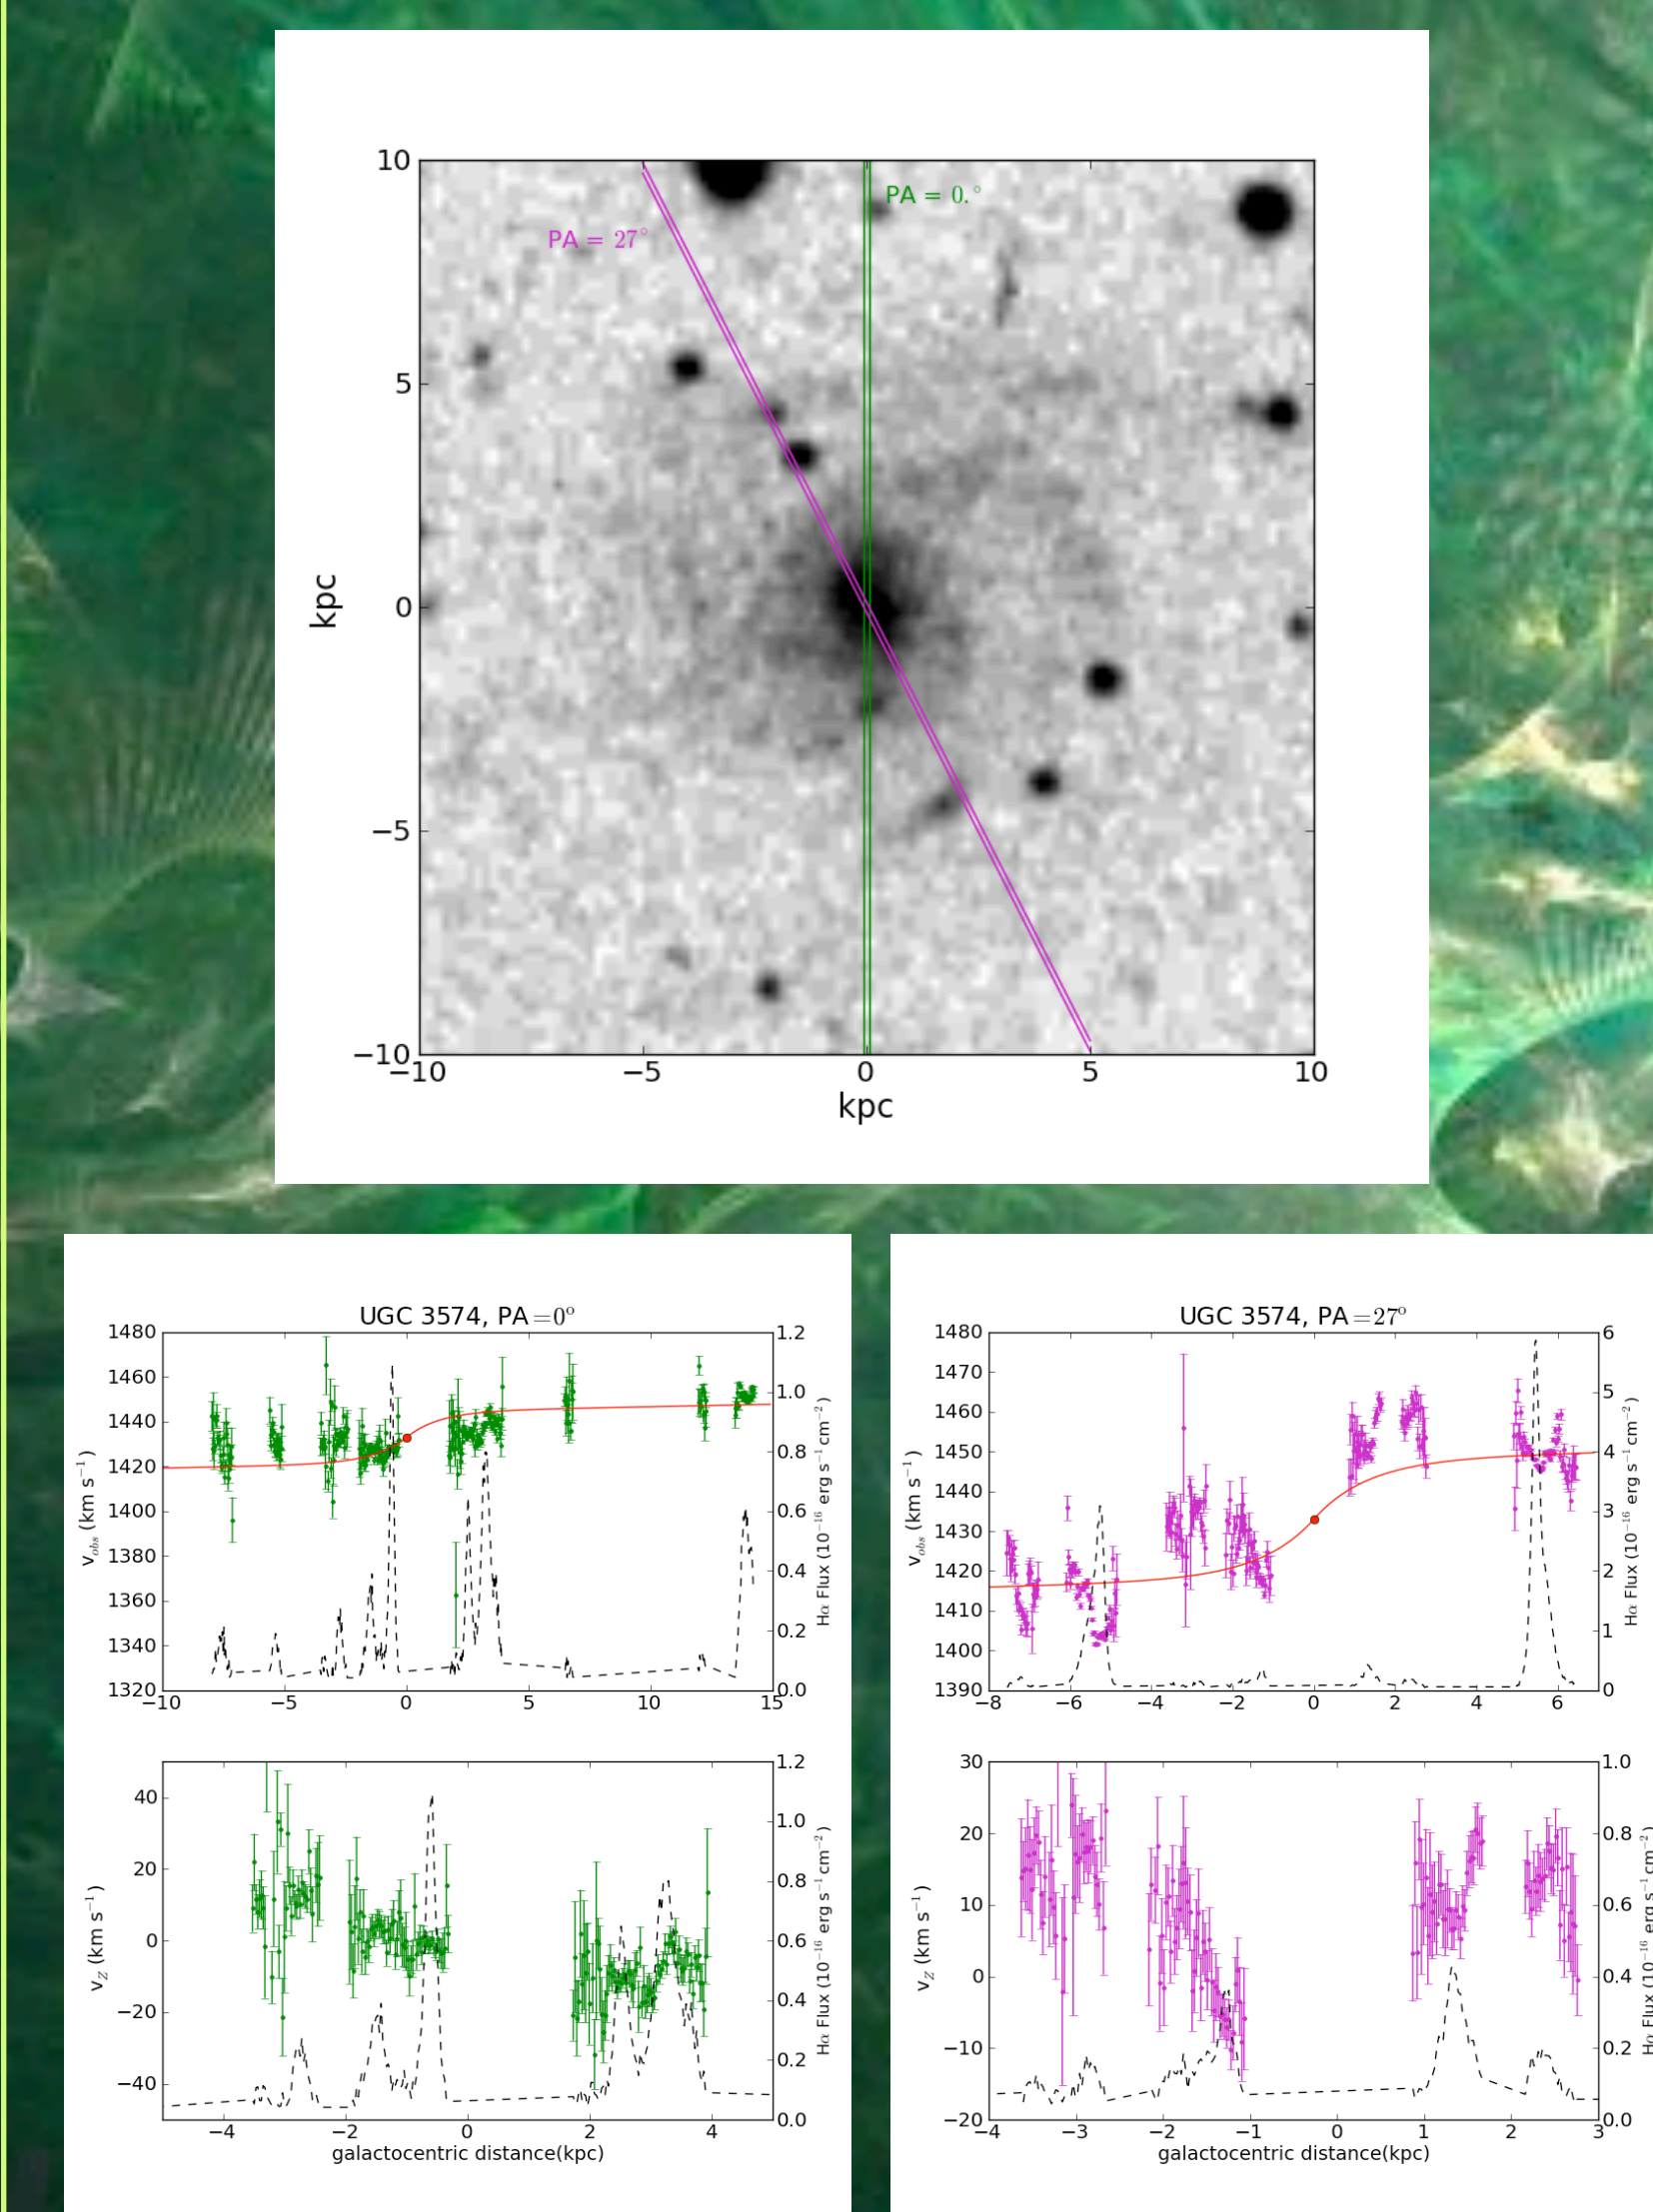 10
PA = 0.°
PA = 27°
5
kpc
0
−5
−10
−10 −5 0 5 10
kpc
UGC 3574, PA=0°
1480
1460
1440
1420
1400
1380
1360
1340
1320
v_obs (km s⁻¹)
1.2
1.0
0.8
0.6
0.4
0.2
0.0
Hα Flux (10⁻¹⁶ erg s⁻¹ cm⁻²)
−10 −5 0 5 10 15
40
20
0
−20
−40
v_Z (km s⁻¹)
1.2
1.0
0.8
0.6
0.4
0.2
0.0
Hα Flux (10⁻¹⁶ erg s⁻¹ cm⁻²)
−4 −2 0 2 4
galactocentric distance(kpc)
UGC 3574, PA=27°
1480
1470
1460
1450
1440
1430
1420
1410
1400
1390
v_obs (km s⁻¹)
6
5
4
3
2
1
0
Hα Flux (10⁻¹⁶ erg s⁻¹ cm⁻²)
−8 −6 −4 −2 0 2 4 6
30
20
10
0
−10
−20
v_Z (km s⁻¹)
1.0
0.8
0.6
0.4
0.2
0.0
Hα Flux (10⁻¹⁶ erg s⁻¹ cm⁻²)
−4 −3 −2 −1 0 1 2 3
galactocentric distance(kpc)